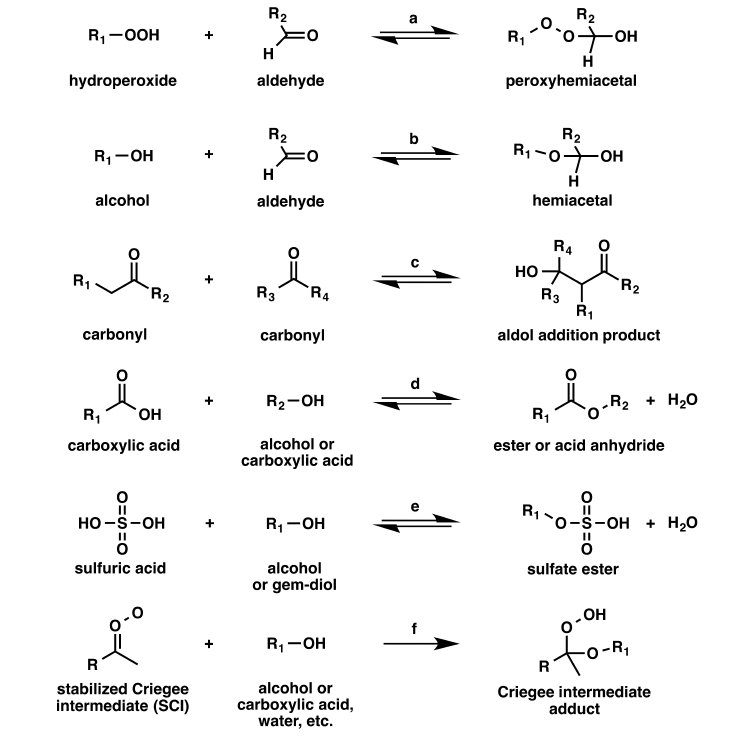 a
R1—OOH + R2 H O R1 O O R2 H OH
hydroperoxide aldehyde peroxyhemiacetal
b
R1—OH + R2 H O R1 O R2 H OH
alcohol aldehyde hemiacetal
c
R1 O R2 + O R3 R4 HO R4 R3 R1 O R2
carbonyl carbonyl aldol addition product
d
R1 O OH + R2—OH R1 O O R2 + H2O
carboxylic acid alcohol or ester or acid anhydride
carboxylic acid
e
HO—S—OH O O + R1—OH R1 O S OH O O + H2O
sulfuric acid alcohol sulfate ester
or gem-diol
f
R O O + R1—OH R O OH O R1
stabilized Criegee alcohol or Criegee intermediate
intermediate (SCI) carboxylic acid, adduct
water, etc.